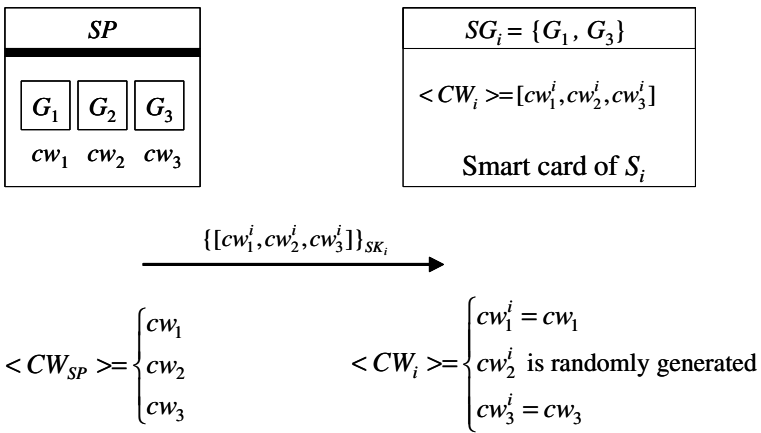 SP
G₁ G₂ G₃
cw₁ cw₂ cw₃
SGᵢ = {G₁, G₃}
<CWᵢ>=[cw₁ⁱ,cw₂ⁱ,cw₃ⁱ]
Smart card of Sᵢ
{[cw₁ⁱ,cw₂ⁱ,cw₃ⁱ]}SKᵢ
<CW_SP>={
cw₁
cw₂
cw₃
<CWᵢ>={
cw₁ⁱ = cw₁
cw₂ⁱ is randomly generated
cw₃ⁱ = cw₃